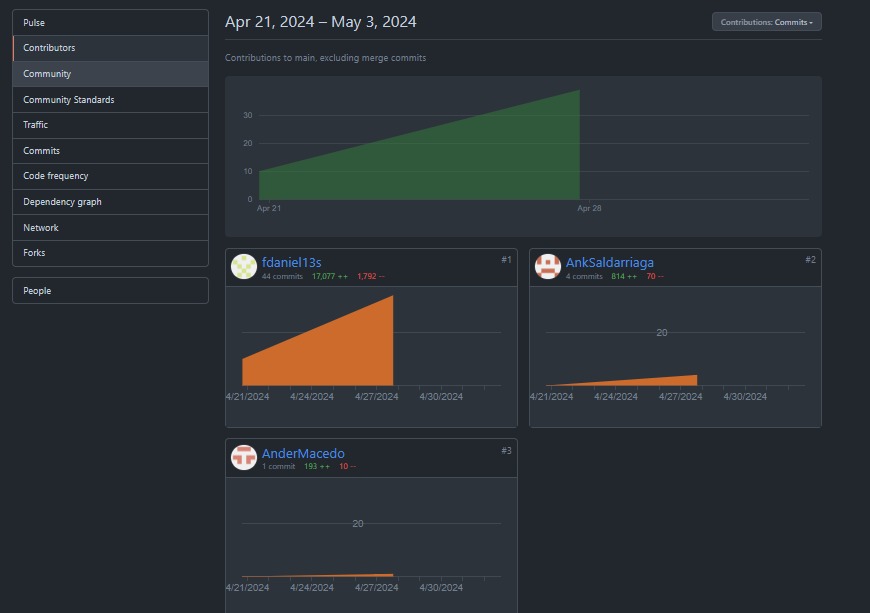 Pulse
Contributors
Community
Community Standards
Traffic
Commits
Code frequency
Dependency graph
Network
Forks
People
Apr 21, 2024 – May 3, 2024
Contributions: Commits
Contributions to main, excluding merge commits
30
20
10
0
Apr 21 Apr 28
fdaniel13s #1
44 commits 17,077 ++ 1,792 --
4/21/2024 4/24/2024 4/27/2024 4/30/2024
AnkSaldarriaga #2
4 commits 814 ++ 70 --
20
4/21/2024 4/24/2024 4/27/2024 4/30/2024
AnderMacedo #3
1 commit 193 ++ 10 --
20
4/21/2024 4/24/2024 4/27/2024 4/30/2024